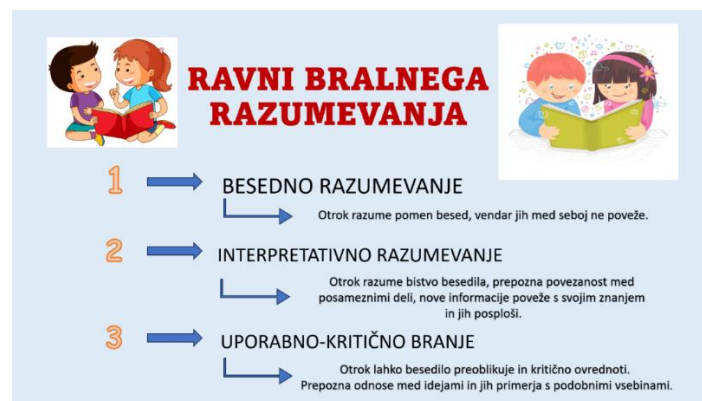 RAVNI BRALNEGA
RAZUMEVANJA
1
BESEDNO RAZUMEVANJE
Otrok razume pomen besed, vendar jih med seboj ne poveže.
2
INTERPRETATIVNO RAZUMEVANJE
Otrok razume bistvo besedila, prepozna povezanost med
posameznimi deli, nove informacije poveže s svojim znanjem
in jih posploši.
3
UPORABNO-KRITIČNO BRANJE
Otrok lahko besedilo preoblikuje in kritično ovrednoti.
Prepozna odnose med idejami in jih primerja s podobnimi vsebinami.